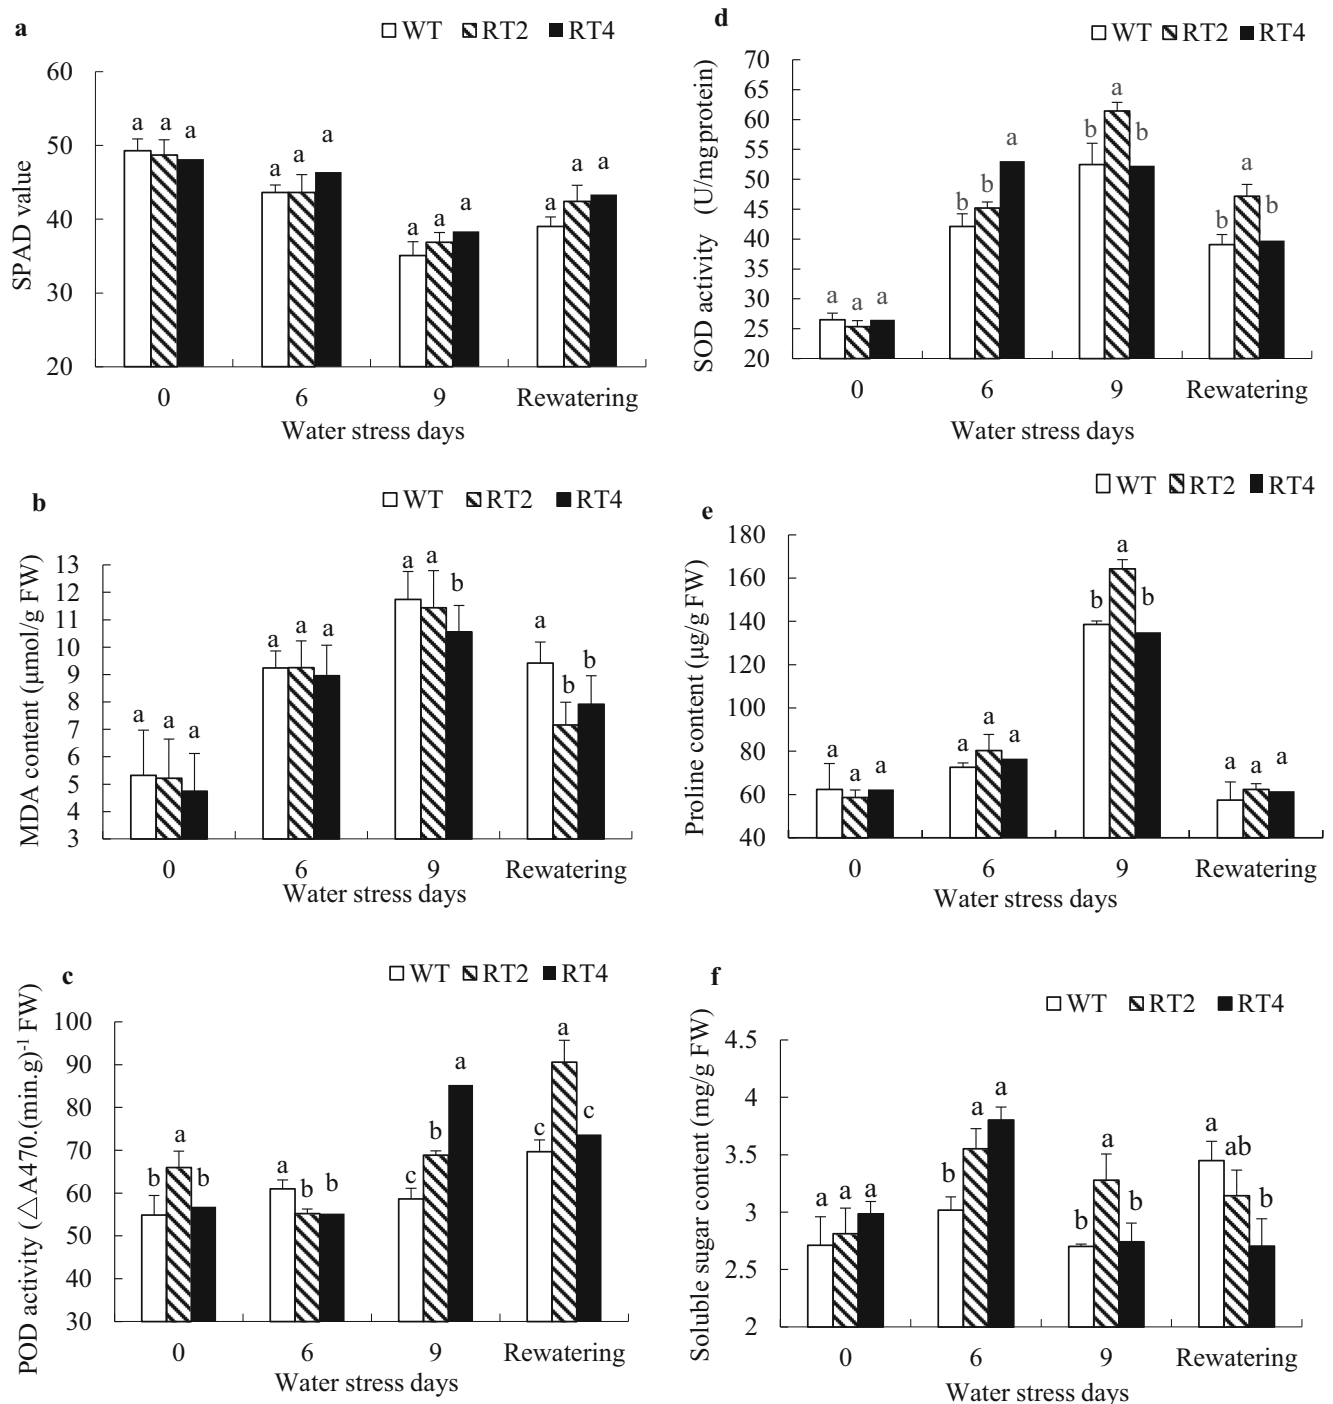 a
WT RT2 RT4
60
50
40
30
20
SPAD value
a a a
a a a
a a a
a a a
0 6 9 Rewatering
Water stress days
d
WT RT2 RT4
70
65
60
55
50
45
40
35
30
25
20
SOD activity (U/mgprotein)
a a a
b b a
b a b
b a b
0 6 9 Rewatering
Water stress days
b
WT RT2 RT4
13
12
11
10
9
8
7
6
5
4
3
MDA content (μmol/g FW)
a a a
a a a
a a b
a b b
0 6 9 Rewatering
Water stress days
e
WT RT2 RT4
180
160
140
120
100
80
60
40
Proline content (μg/g FW)
a a a
a a a
b a b
a a a
0 6 9 Rewatering
Water stress days
c
WT RT2 RT4
100
90
80
70
60
50
40
30
POD activity (△A470.(min.g)-1 FW)
b a b
a b b
c b a
c a c
0 6 9 Rewatering
Water stress days
f
WT RT2 RT4
4.5
4
3.5
3
2.5
2
Soluble sugar content (mg/g FW)
a a a
b a a
b a b
a ab b
0 6 9 Rewatering
Water stress days